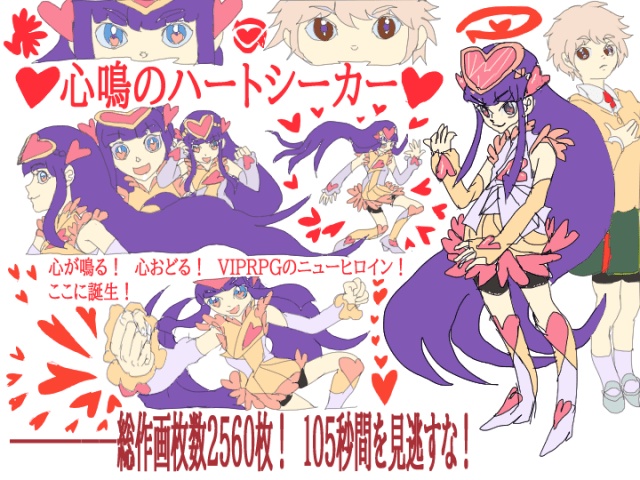 ♥心鳴のハートシーカー♥
心が鳴る！ 心おどる！ VIPRPGのニューヒロイン！
ここに誕生！
━━━━総作画枚数2560枚！ 105秒間を見逃すな！